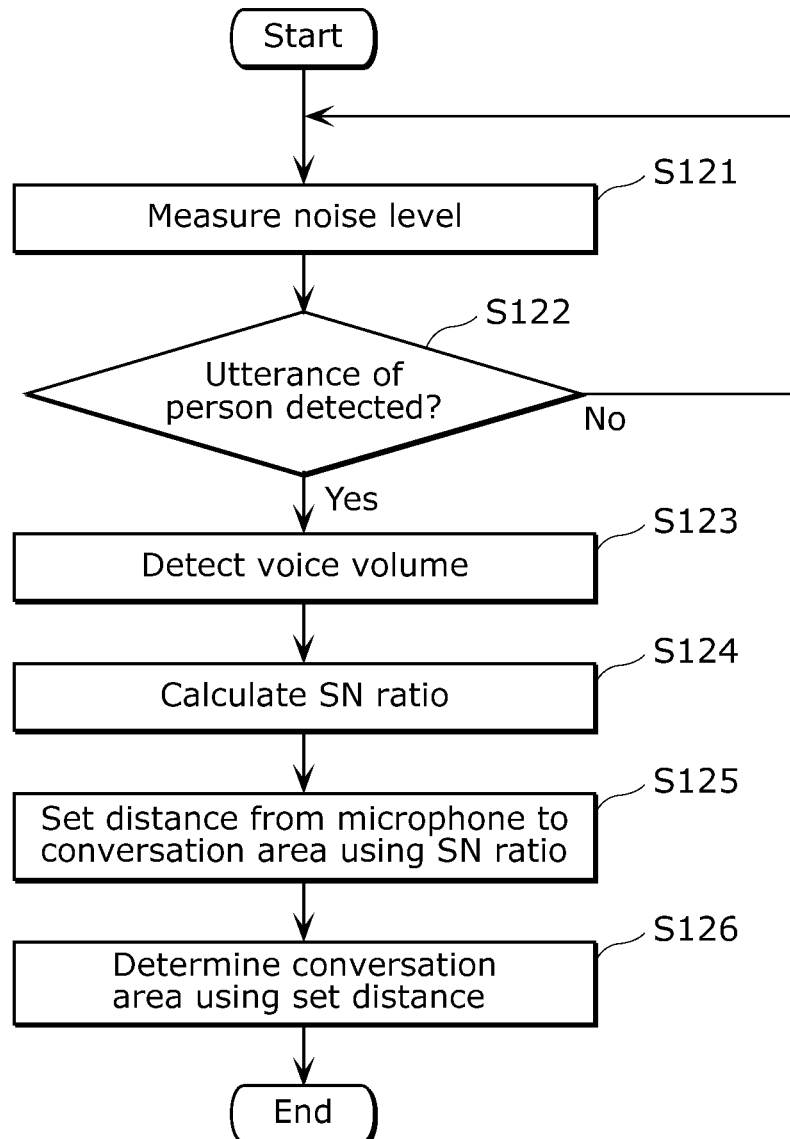 Start
S121
Measure noise level
S122
Utterance of
person detected?
No
Yes
S123
Detect voice volume
S124
Calculate SN ratio
S125
Set distance from microphone to
conversation area using SN ratio
S126
Determine conversation
area using set distance
End